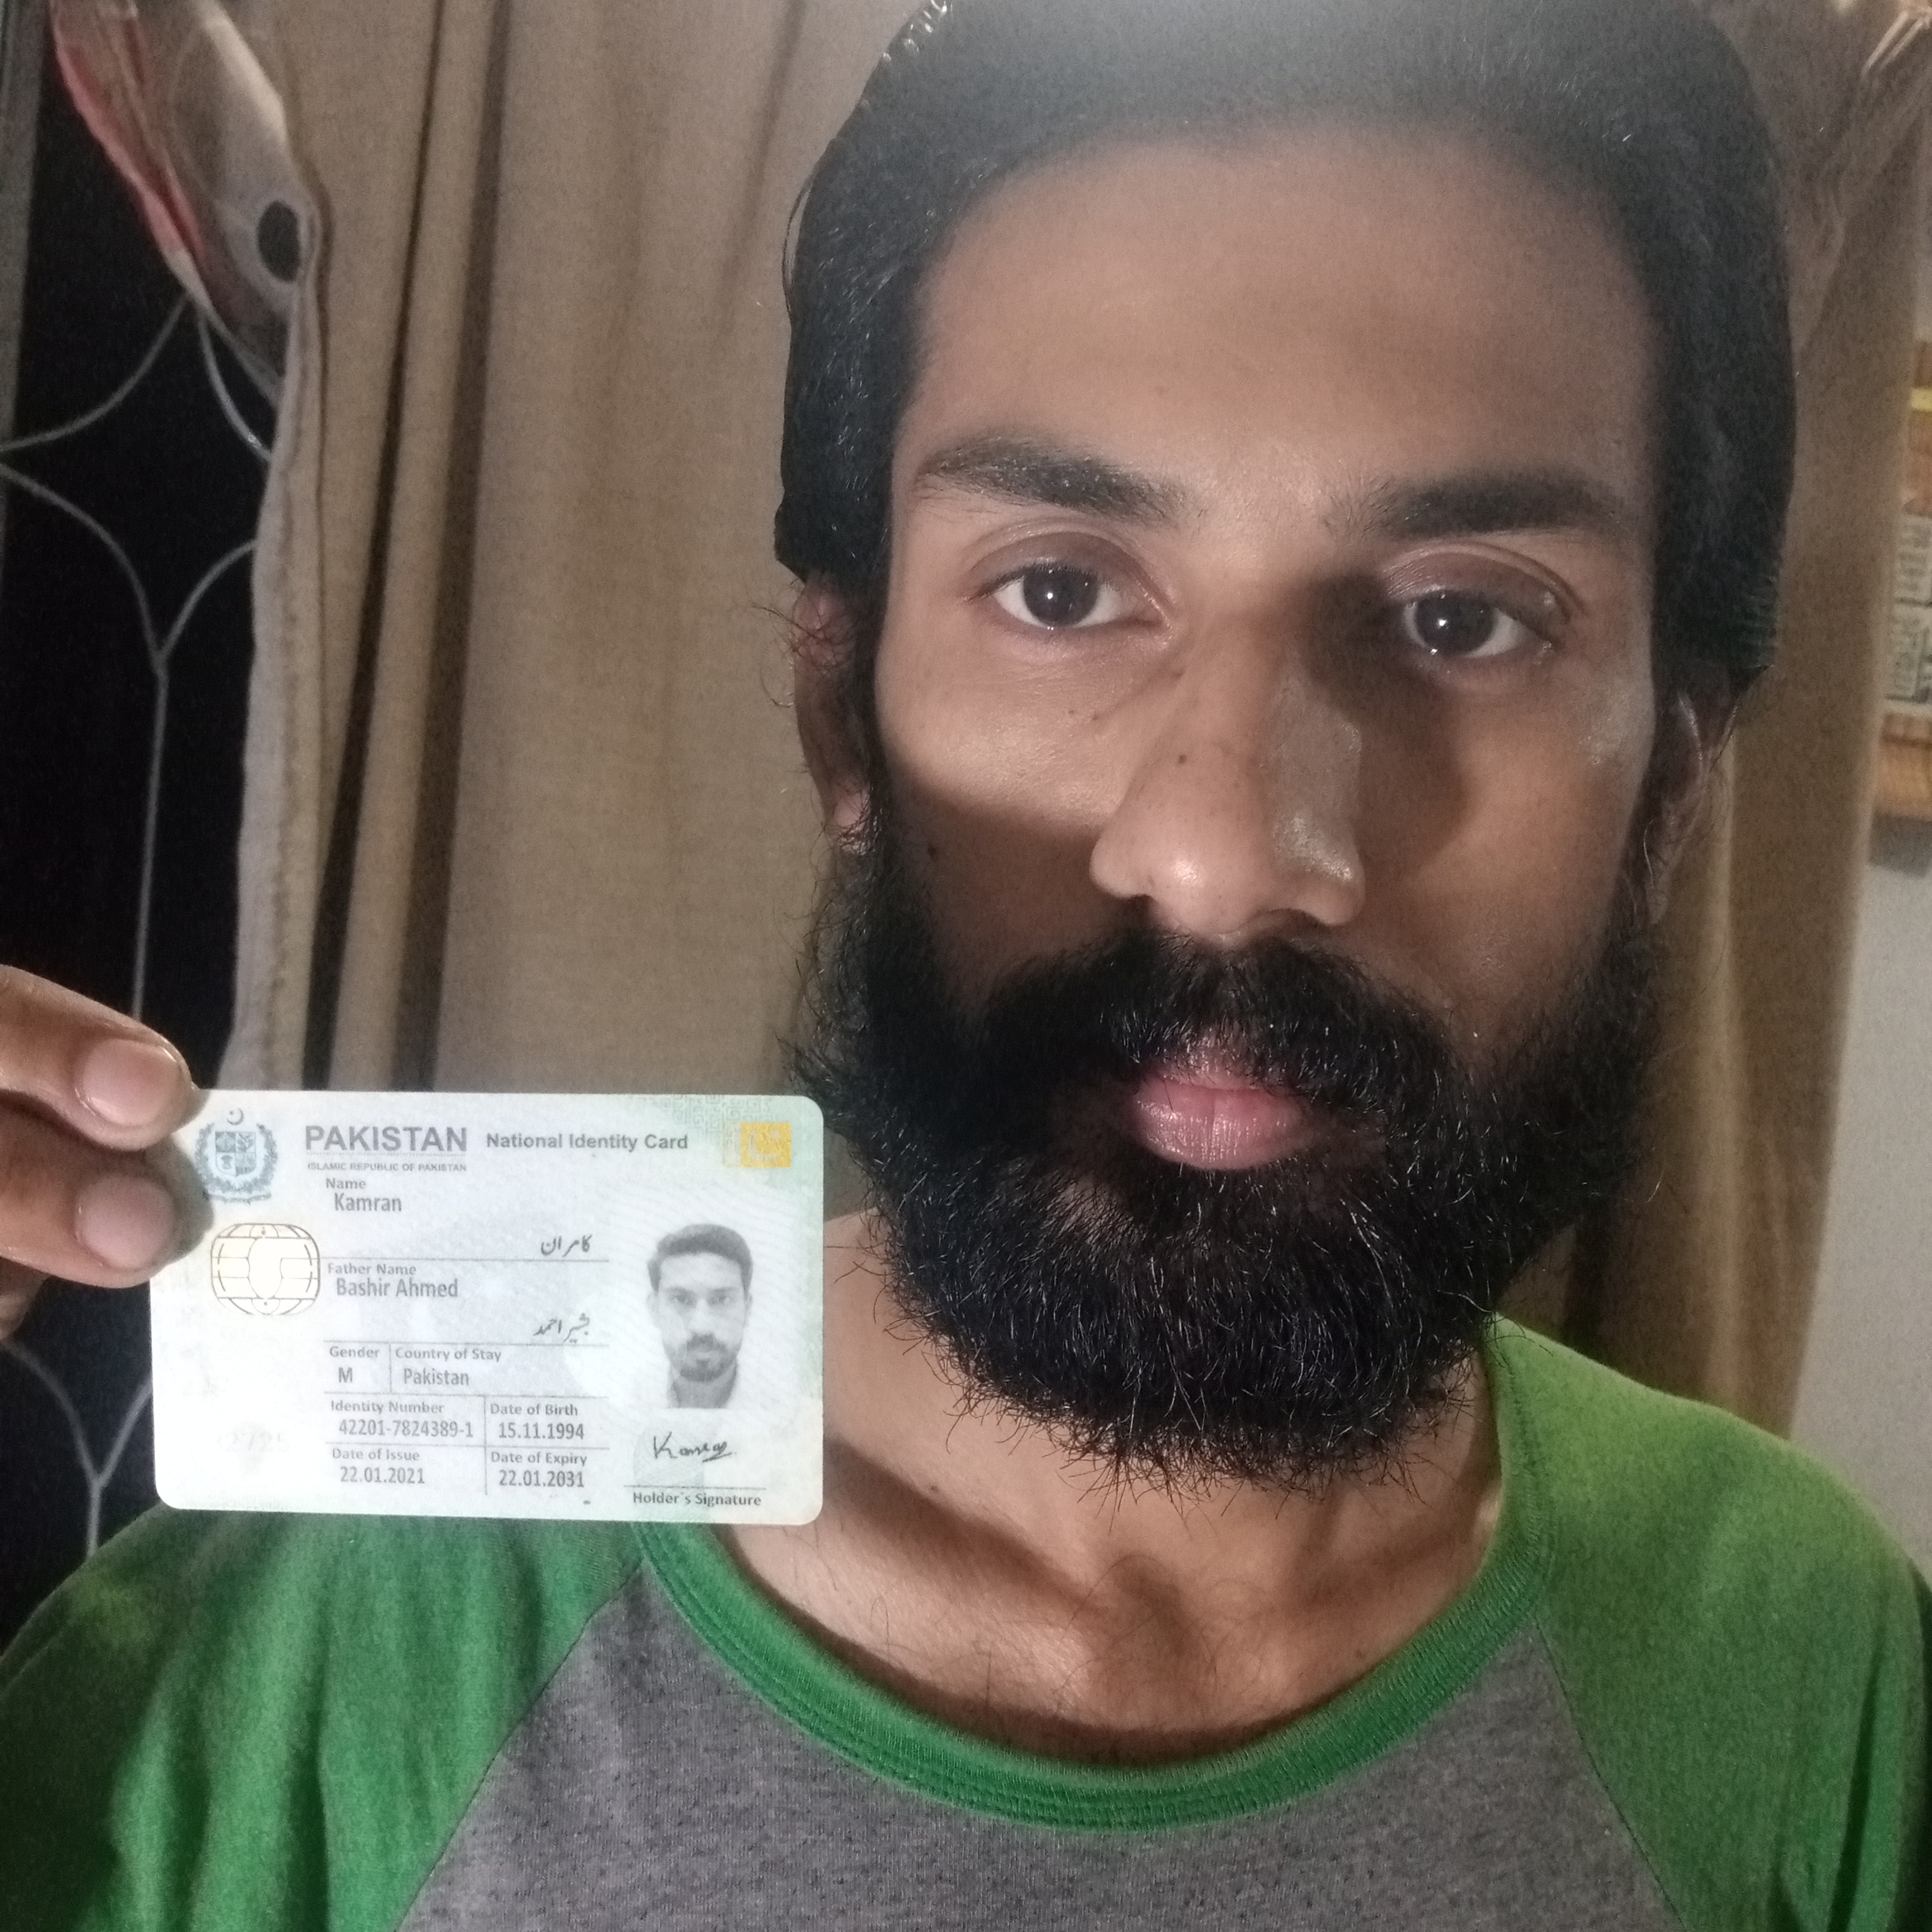 PAKISTAN National Identity Card
ISLAMIC REPUBLIC OF PAKISTAN
Name
Kamran
کامران
Father Name
Bashir Ahmed
بشیر احمد
Gender Country of Stay
M Pakistan
Identity Number Date of Birth
42201-7824389-1 15.11.1994
Date of Issue Date of Expiry
22.01.2021 22.01.2031
Holder's Signature